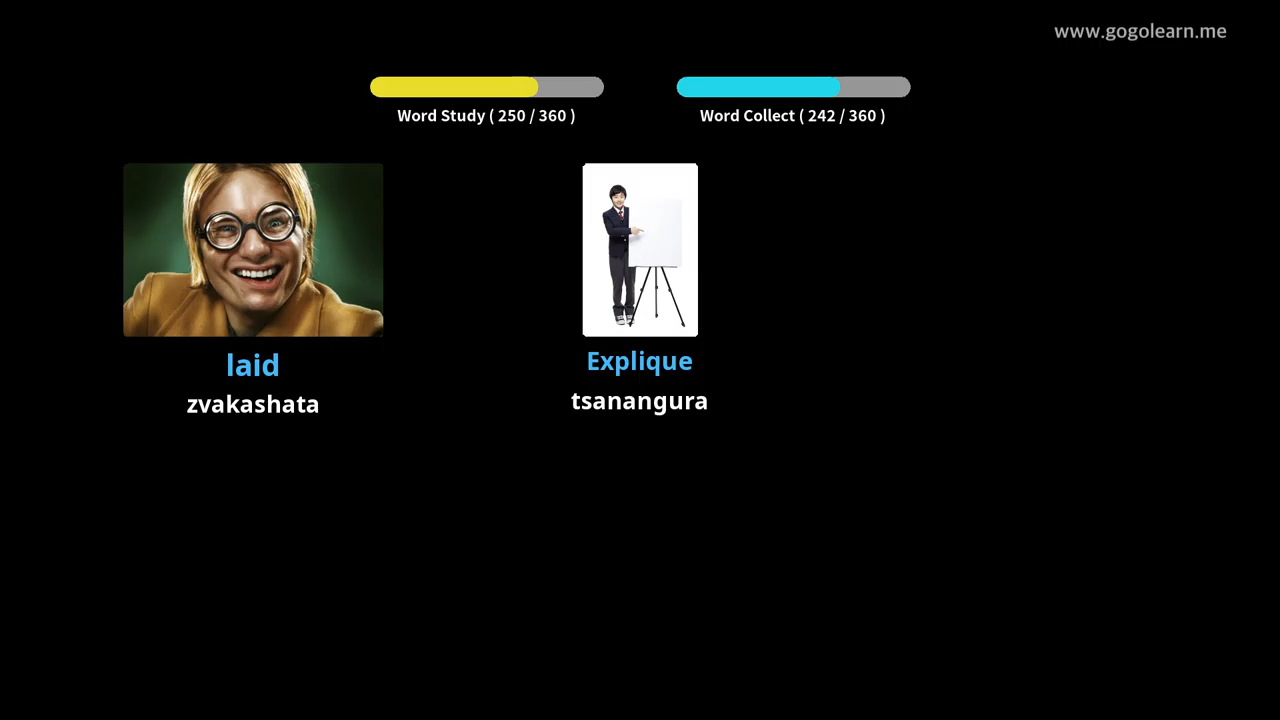 www.gogolearn.me
Word Study ( 250 / 360 )
Word Collect ( 242 / 360 )
laid
zvakashata
Explique
tsanangura